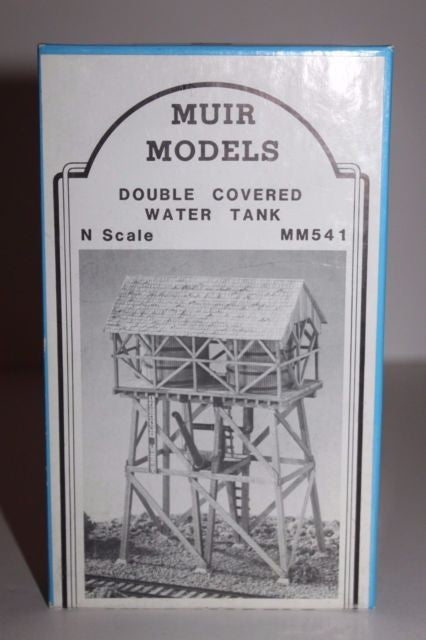 MUIR
MODELS
DOUBLE COVERED
WATER TANK
N Scale MM541